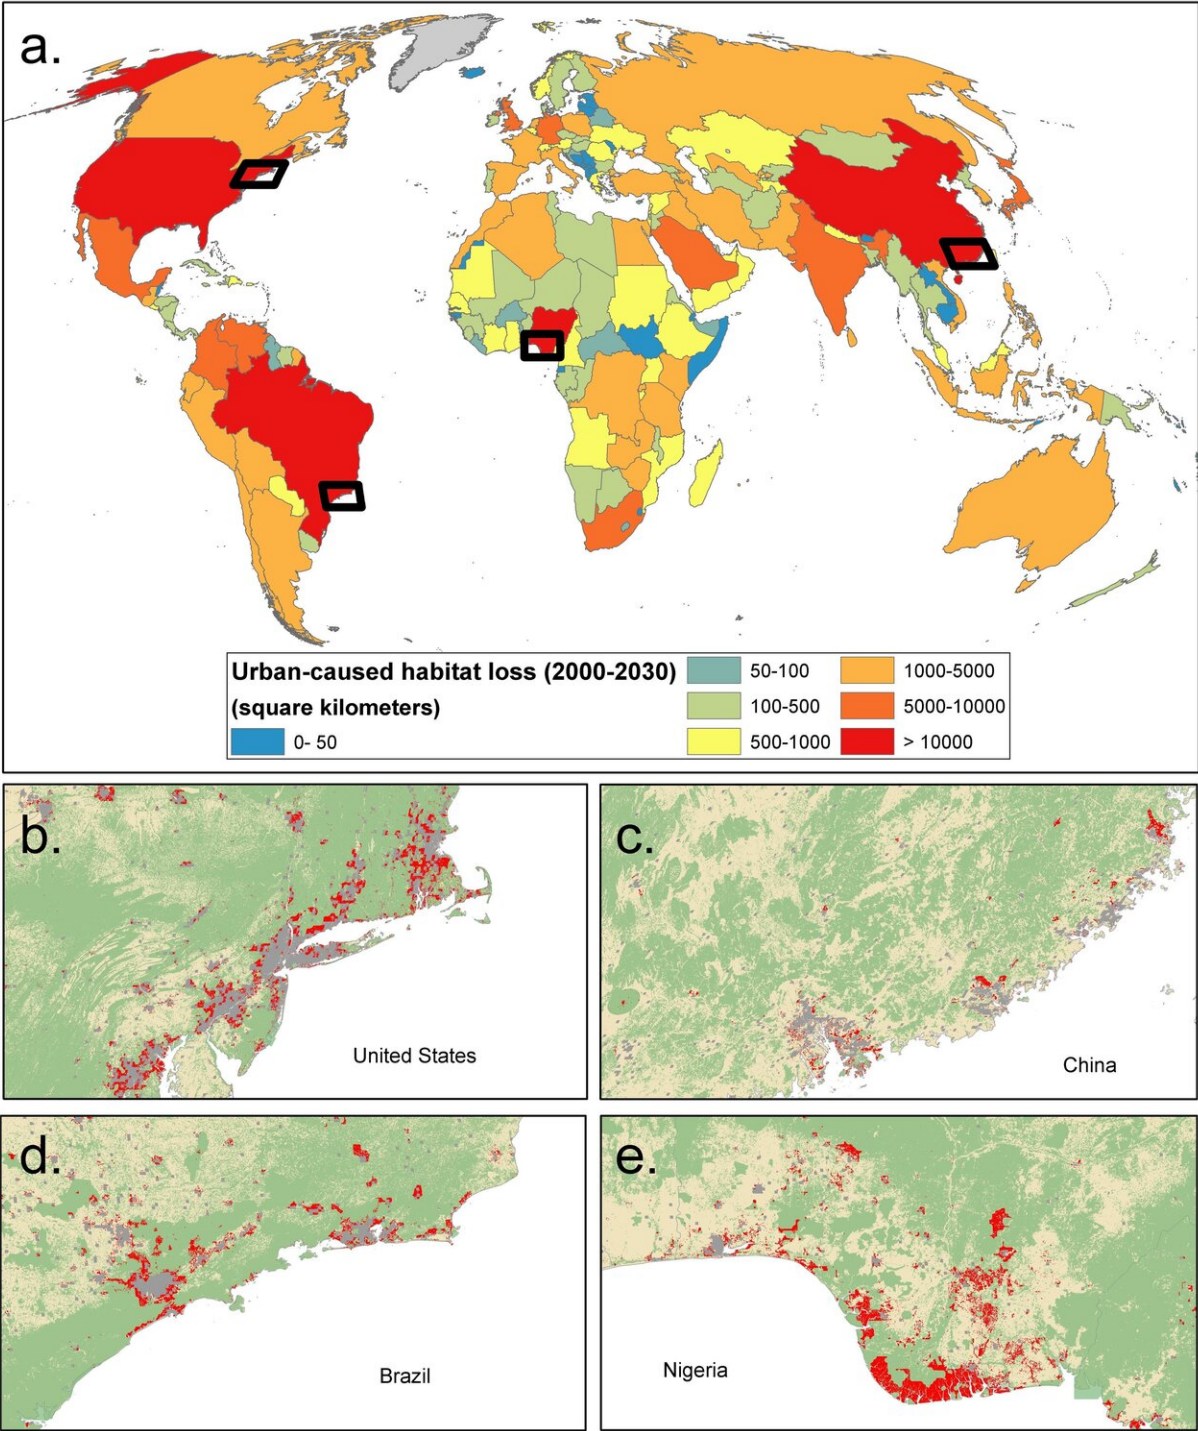 a.
Urban-caused habitat loss (2000-2030)
(square kilometers)
0- 50
50-100
100-500
500-1000
1000-5000
5000-10000
> 10000
b.
United States
c.
China
d.
Brazil
e.
Nigeria